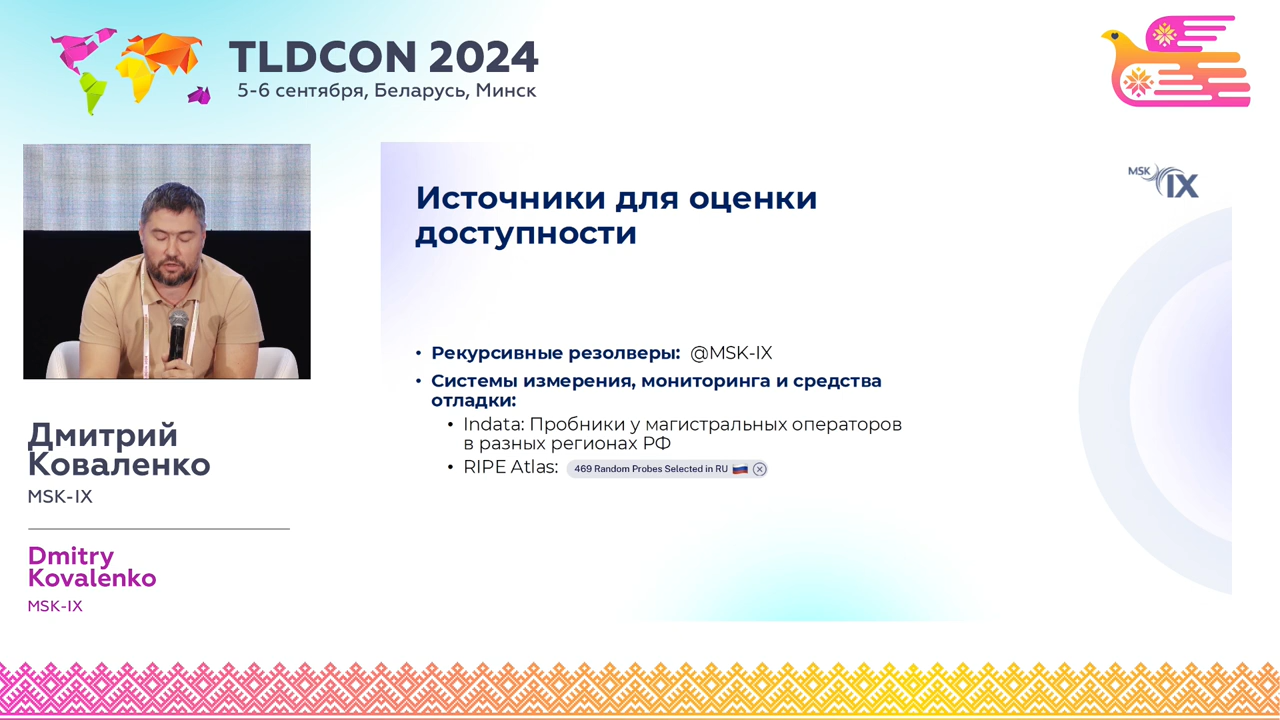 TLDCON 2024
5-6 сентября, Беларусь, Минск
MSK
IX
Источники для оценки
доступности
• Рекурсивные резолверы: @MSK-IX
• Системы измерения, мониторинга и средства
отладки:
• Indata: Пробники у магистральных операторов
в разных регионах РФ
• RIPE Atlas: 469 Random Probes Selected in RU
Дмитрий
Коваленко
MSK-IX
Dmitry
Kovalenko
MSK-IX